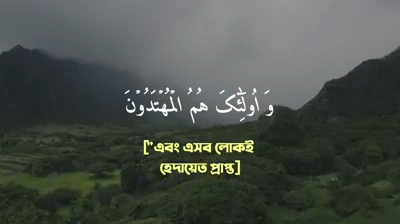 وَ اُولٰٓئِکَ هُمُ الْمُهْتَدُوْنَ
["এবং এসব লোকই
হেদায়েত প্রাপ্ত]